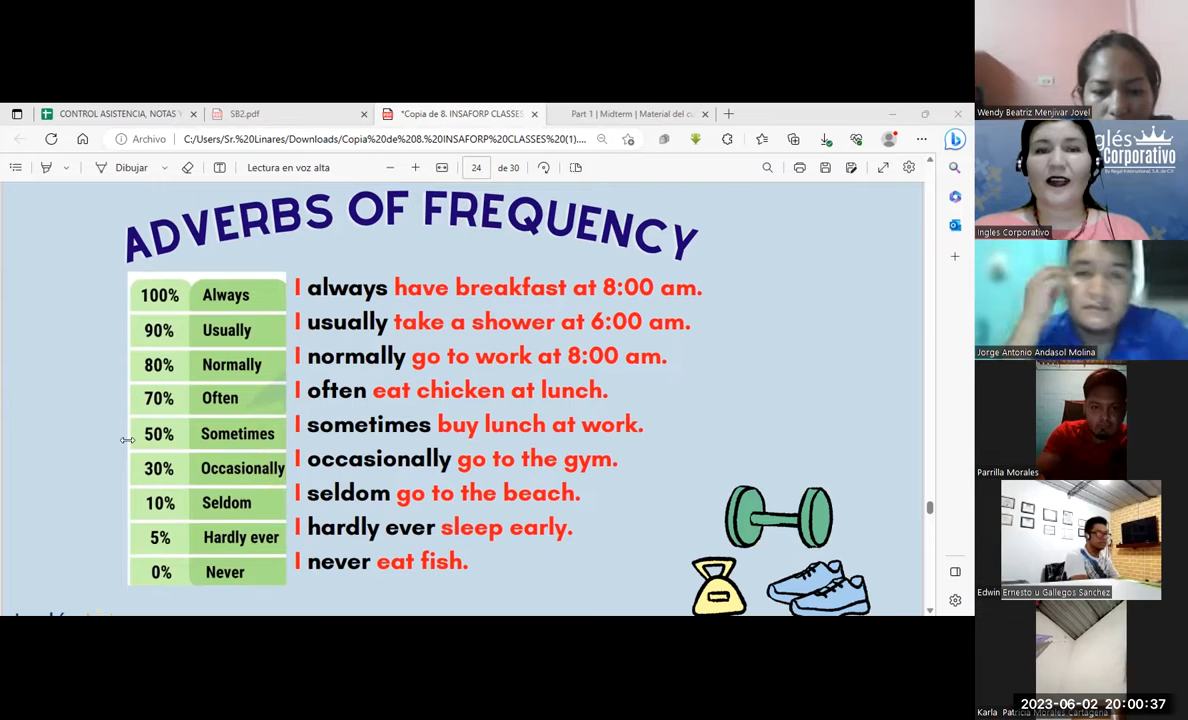 CONTROL ASISTENCIA, NOTAS Y
SB2.pdf
*Copia de 8. INSAFORP CLASSES
Part 1 | Midterm | Material del cu
Archivo
C:/Users/Sr.%20Linares/Downloads/Copia%20de%208.%20INSAFORP%20CLASSES%20(1)....
Dibujar
Lectura en voz alta
24
de 30
ADVERBS OF FREQUENCY
100% Always I always have breakfast at 8:00 am.
90% Usually I usually take a shower at 6:00 am.
80% Normally I normally go to work at 8:00 am.
70% Often I often eat chicken at lunch.
50% Sometimes I sometimes buy lunch at work.
30% Occasionally I occasionally go to the gym.
10% Seldom I seldom go to the beach.
5% Hardly ever I hardly ever sleep early.
0% Never I never eat fish.
Wendy Beatriz Menjivar Jovel
glés
Corporativo
Ingles Corporativo
Jorge Antonio Andasol Molina
Parrilla Morales
Edwin Ernesto u Gallegos Sanchez
Karla Patricia Morales Cartagena
2023-06-02 20:00:37